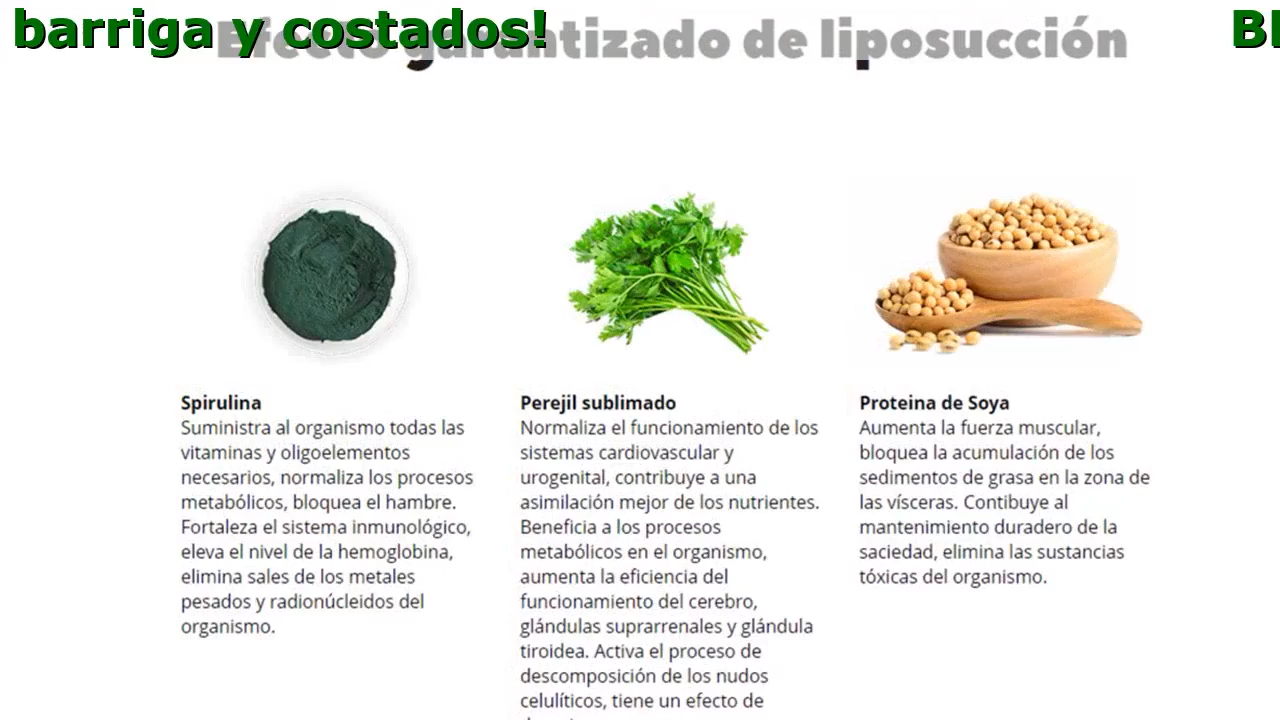 barriga y costados!
Efecto garantizado de liposucción
Spirulina
Suministra al organismo todas las
vitaminas y oligoelementos
necesarios, normaliza los procesos
metabólicos, bloquea el hambre.
Fortaleza el sistema inmunológico,
eleva el nivel de la hemoglobina,
elimina sales de los metales
pesados y radionúcleidos del
organismo.
Perejil sublimado
Normaliza el funcionamiento de los
sistemas cardiovascular y
urogenital, contribuye a una
asimilación mejor de los nutrientes.
Beneficia a los procesos
metabólicos en el organismo,
aumenta la eficiencia del
funcionamiento del cerebro,
glándulas suprarrenales y glándula
tiroidea. Activa el proceso de
descomposición de los nudos
celulíticos, tiene un efecto de
Proteina de Soya
Aumenta la fuerza muscular,
bloquea la acumulación de los
sedimentos de grasa en la zona de
las vísceras. Contibuye al
mantenimiento duradero de la
saciedad, elimina las sustancias
tóxicas del organismo.